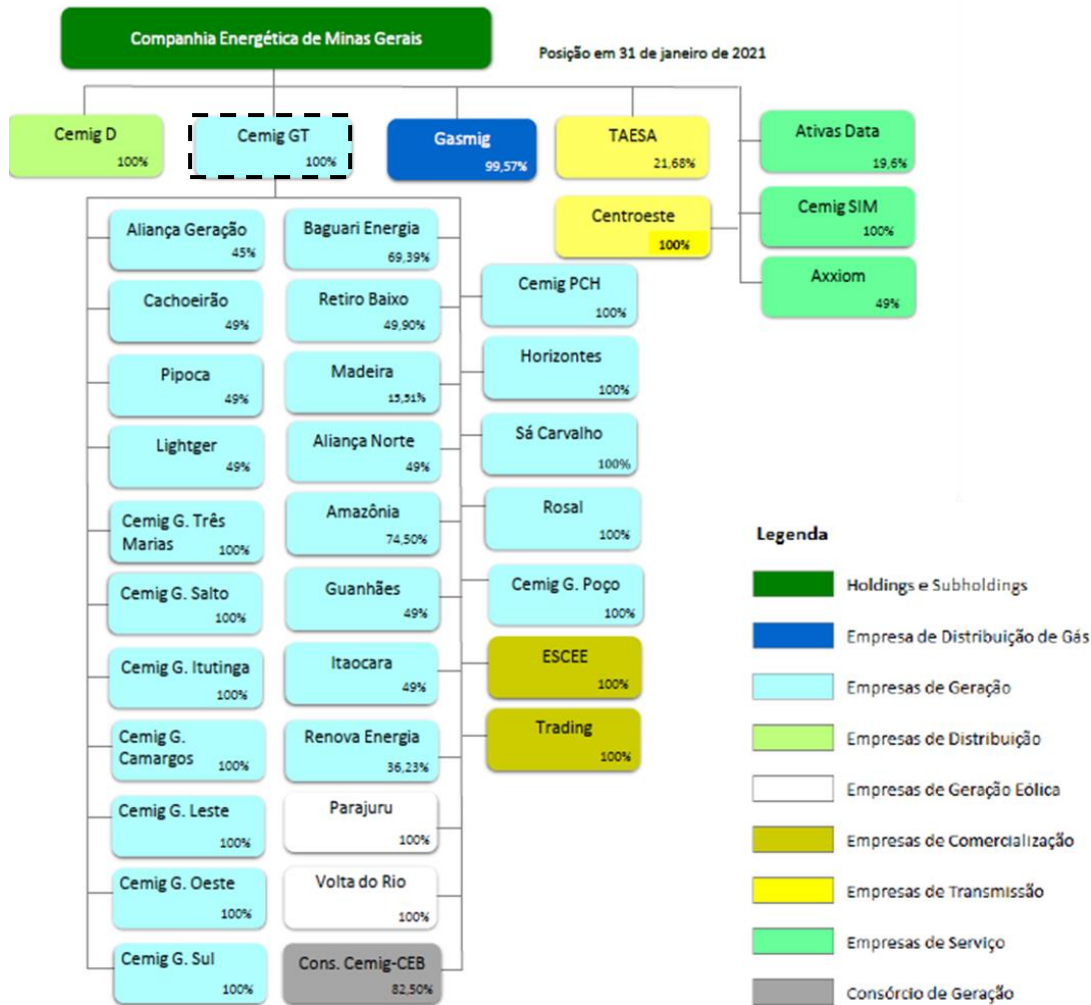 Companhia Energética de Minas Gerais
Posição em 31 de janeiro de 2021
Cemig D
100%
Cemig GT
100%
Gasmig
99,57%
TAESA
21,68%
Ativas Data
19,6%
Centroeste
100%
Cemig SIM
100%
Axxiom
49%
Aliança Geração
45%
Cachoeirão
49%
Pipoca
49%
Lightger
49%
Cemig G. Três
Marias 100%
Cemig G. Salto
100%
Cemig G. Itutinga
100%
Cemig G.
Camargos 100%
Cemig G. Leste
100%
Cemig G. Oeste
100%
Cemig G. Sul
100%
Baguari Energia
69,39%
Retiro Baixo
49,90%
Madeira
15,51%
Aliança Norte
49%
Amazônia
74,50%
Guanhães
49%
Itaocara
49%
Renova Energia
36,23%
Parajuru
100%
Volta do Rio
100%
Cons. Cemig-CEB
82,50%
Cemig PCH
100%
Horizontes
100%
Sá Carvalho
100%
Rosal
100%
Cemig G. Poço
100%
ESCEE
100%
Trading
100%
Legenda
Holdings e Subholdings
Empresa de Distribuição de Gás
Empresas de Geração
Empresas de Distribuição
Empresas de Geração Eólica
Empresas de Comercialização
Empresas de Transmissão
Empresas de Serviço
Consórcio de Geração